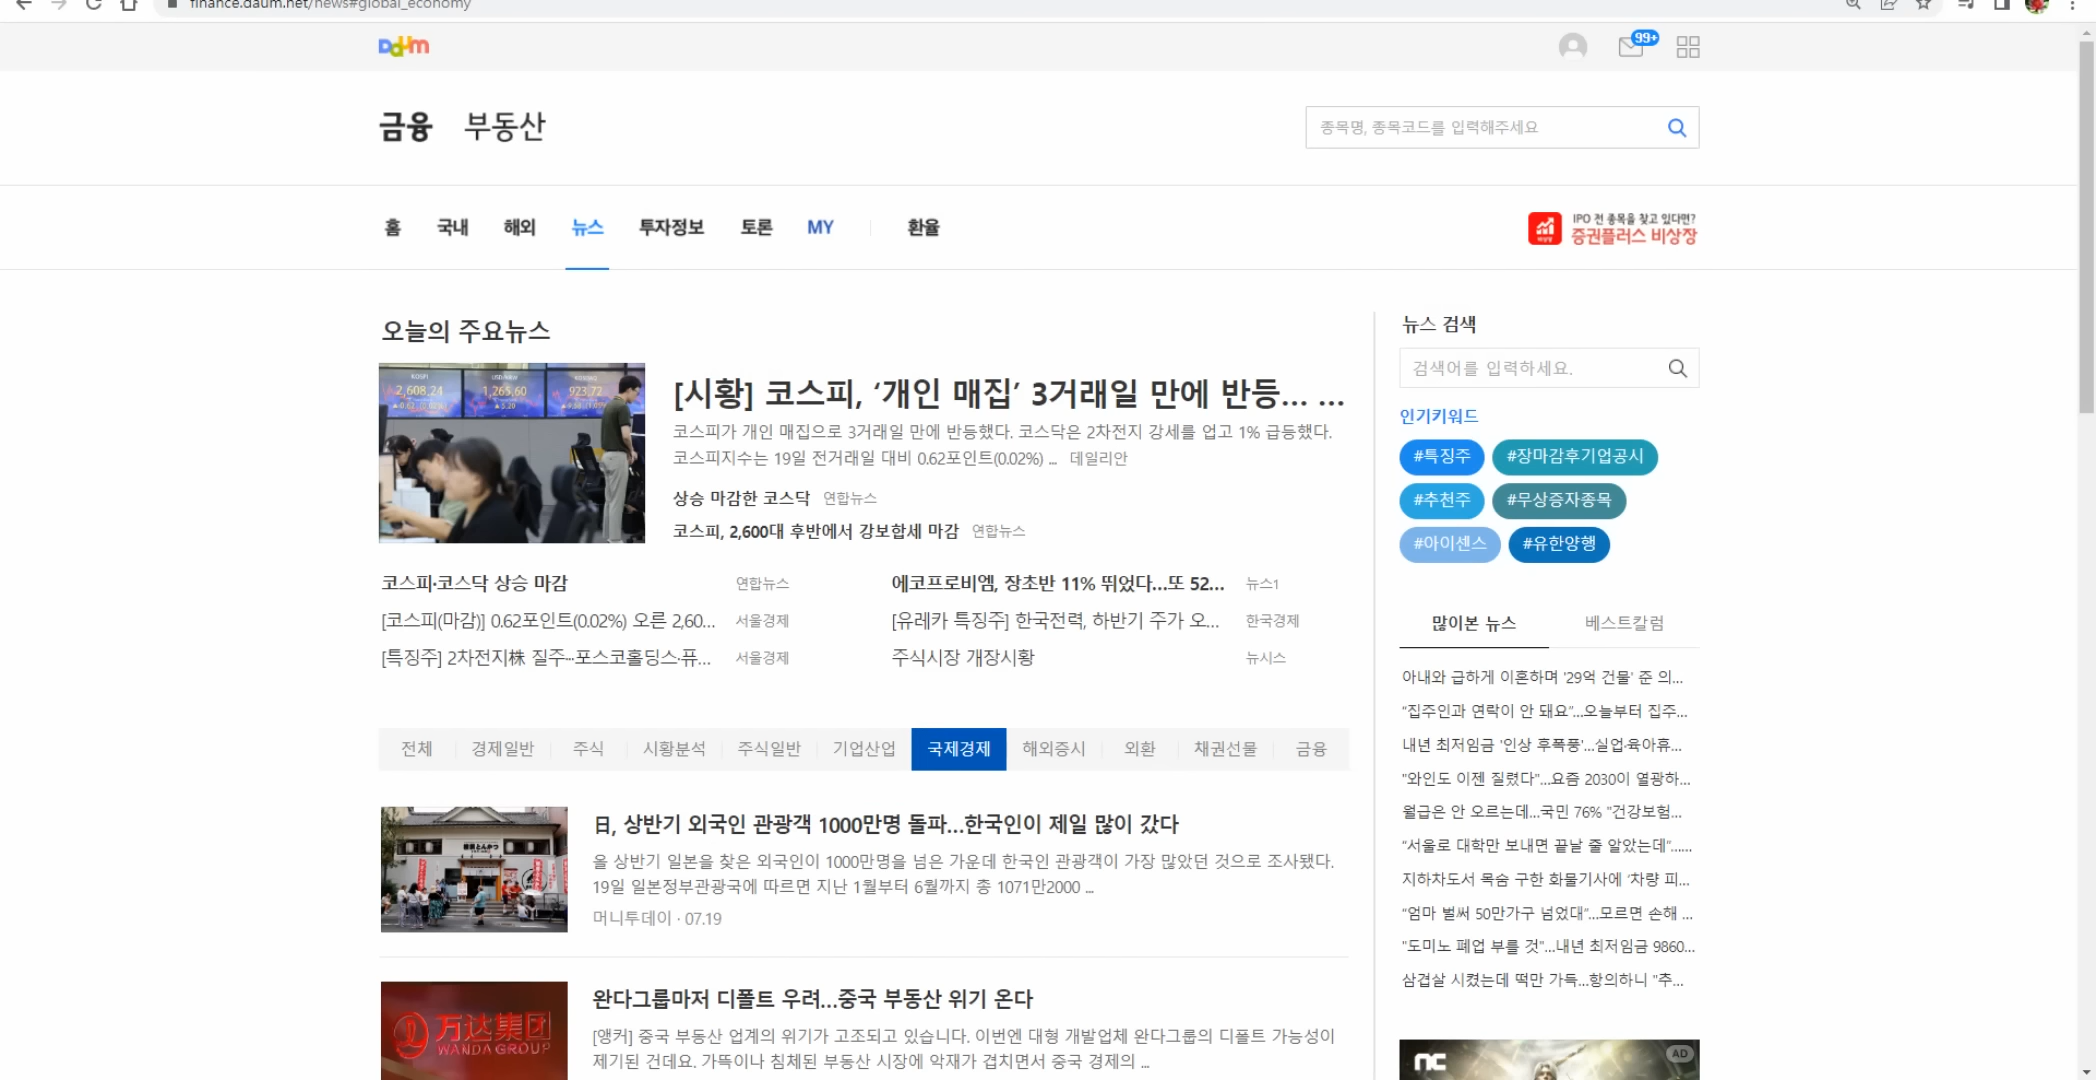 finance.daum.net/news#global_economy
Daum
99+
금융 부동산
종목명, 종목코드를 입력해주세요
홈 국내 해외 뉴스 투자정보 토론 MY 환율
IPO 전 종목을 찾고 있다면?
증권플러스 비상장
오늘의 주요뉴스
KOSPI
2,608.24
USD/KRW
1,265.60
▲5.20
KOSDAQ
923.72
[시황] 코스피, ‘개인 매집’ 3거래일 만에 반등... ...
코스피가 개인 매집으로 3거래일 만에 반등했다. 코스닥은 2차전지 강세를 업고 1% 급등했다.
코스피지수는 19일 전거래일 대비 0.62포인트(0.02%) ... 데일리안
상승 마감한 코스닥 연합뉴스
코스피, 2,600대 후반에서 강보합세 마감 연합뉴스
코스피·코스닥 상승 마감 연합뉴스
[코스피(마감)] 0.62포인트(0.02%) 오른 2,60... 서울경제
[특징주] 2차전지株 질주···포스코홀딩스·퓨... 서울경제
에코프로비엠, 장초반 11% 뛰었다...또 52... 뉴스1
[유레카 특징주] 한국전력, 하반기 주가 오... 한국경제
주식시장 개장시황 뉴시스
전체 경제일반 주식 시황분석 주식일반 기업산업 국제경제 해외증시 외환 채권선물 금융
日, 상반기 외국인 관광객 1000만명 돌파...한국인이 제일 많이 갔다
올 상반기 일본을 찾은 외국인이 1000만명을 넘은 가운데 한국인 관광객이 가장 많았던 것으로 조사됐다.
19일 일본정부관광국에 따르면 지난 1월부터 6월까지 총 1071만2000 ...
머니투데이 · 07.19
万达集团
WANDA GROUP
완다그룹마저 디폴트 우려...중국 부동산 위기 온다
[앵커] 중국 부동산 업계의 위기가 고조되고 있습니다. 이번엔 대형 개발업체 완다그룹의 디폴트 가능성이
제기된 건데요. 가뜩이나 침체된 부동산 시장에 악재가 겹치면서 중국 경제의 ...
뉴스 검색
검색어를 입력하세요.
인기키워드
#특징주 #장마감후기업공시
#추천주 #무상증자종목
#아이센스 #유한양행
많이본 뉴스 베스트칼럼
아내와 급하게 이혼하며 '29억 건물' 준 의...
“집주인과 연락이 안 돼요”...오늘부터 집주...
내년 최저임금 '인상 후폭풍'...실업·육아휴...
"와인도 이젠 질렸다"...요즘 2030이 열광하...
월급은 안 오르는데...국민 76% "건강보험...
“서울로 대학만 보내면 끝날 줄 알았는데”......
지하차도서 목숨 구한 화물기사에 ‘차량 피...
“엄마 벌써 50만가구 넘었대”...모르면 손해 ...
"도미노 폐업 부를 것"...내년 최저임금 9860...
삼겹살 시켰는데 떡만 가득...항의하니 "추...
nc
AD